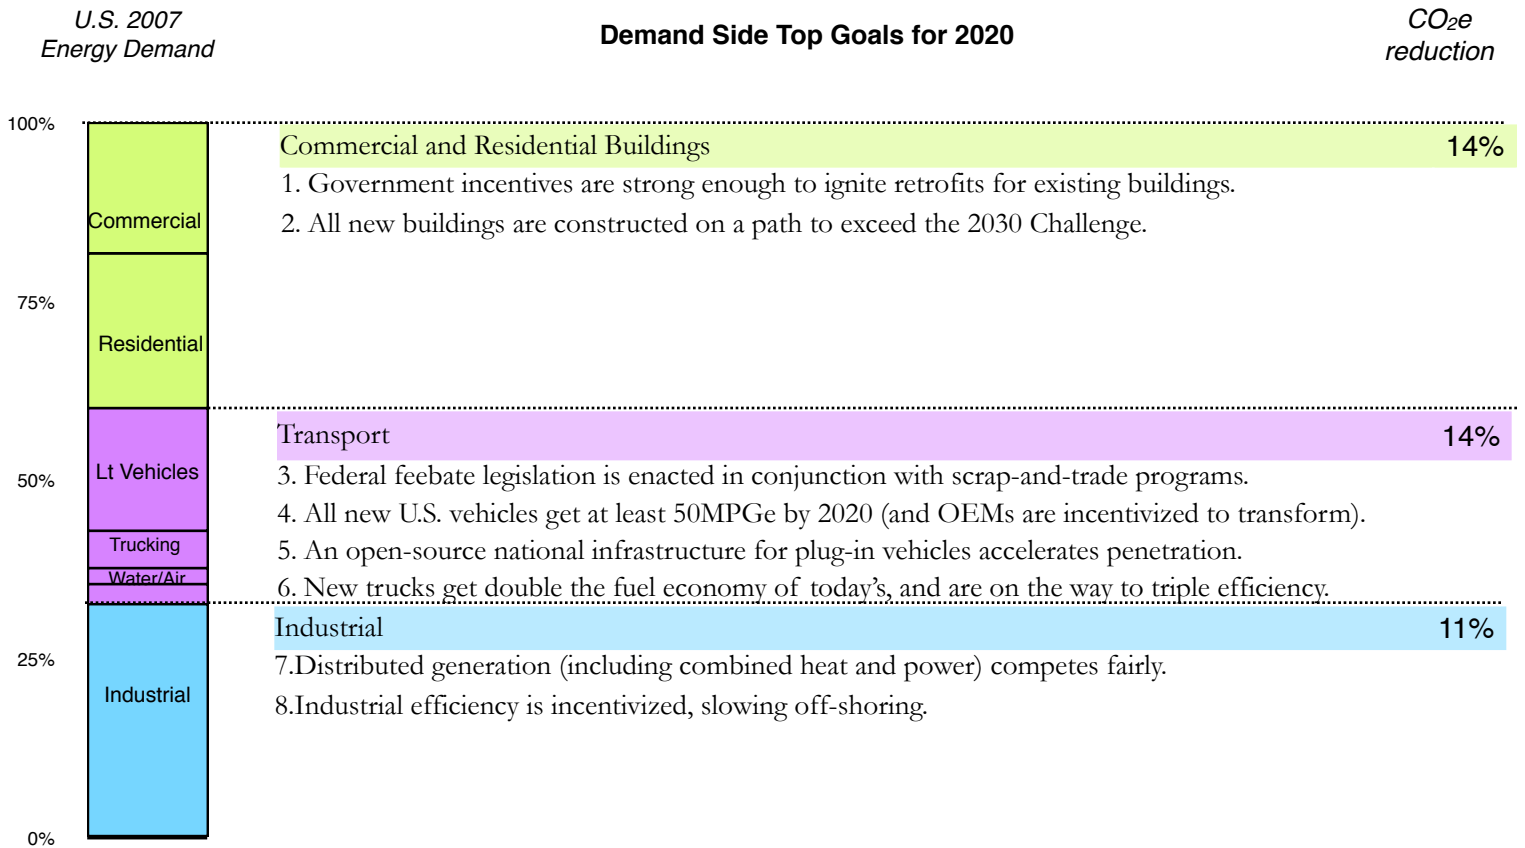 U.S. 2007
Energy Demand
Demand Side Top Goals for 2020
CO₂e
reduction
100%
Commercial and Residential Buildings
14%
1. Government incentives are strong enough to ignite retrofits for existing buildings.
Commercial
2. All new buildings are constructed on a path to exceed the 2030 Challenge.
75%
Residential
Transport
14%
Lt Vehicles
50%
3. Federal feebate legislation is enacted in conjunction with scrap-and-trade programs.
4. All new U.S. vehicles get at least 50MPGe by 2020 (and OEMs are incentivized to transform).
Trucking
5. An open-source national infrastructure for plug-in vehicles accelerates penetration.
Water/Air
6. New trucks get double the fuel economy of today's, and are on the way to triple efficiency.
Industrial
11%
25%
7.Distributed generation (including combined heat and power) competes fairly.
Industrial
8.Industrial efficiency is incentivized, slowing off-shoring.
0%